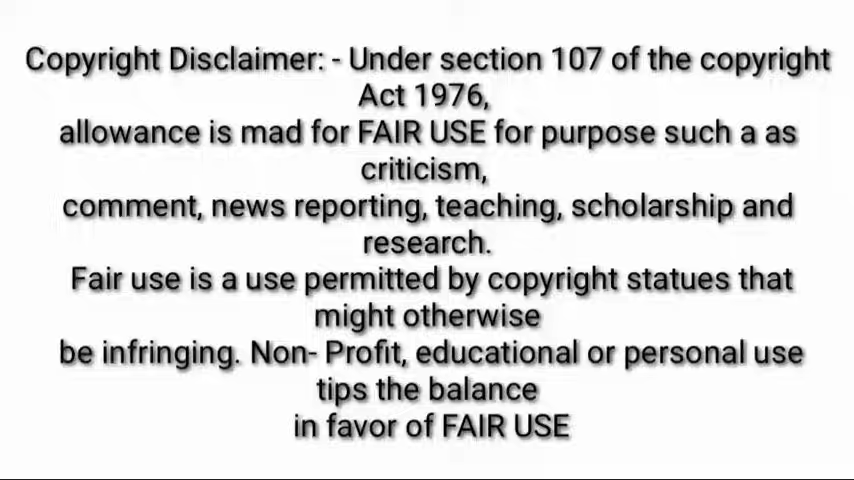 Copyright Disclaimer: - Under section 107 of the copyright
Act 1976,
allowance is mad for FAIR USE for purpose such a as
criticism,
comment, news reporting, teaching, scholarship and
research.
Fair use is a use permitted by copyright statues that
might otherwise
be infringing. Non- Profit, educational or personal use
tips the balance
in favor of FAIR USE